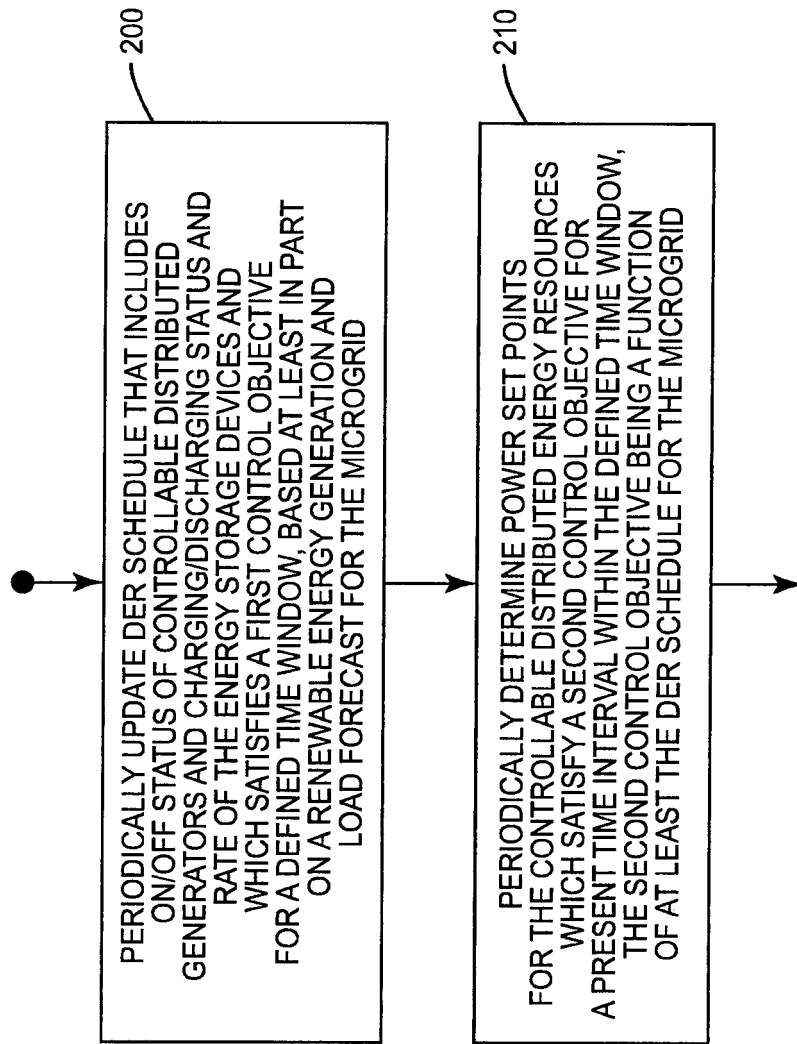 200
PERIODICALLY UPDATE DER SCHEDULE THAT INCLUDES
ON/OFF STATUS OF CONTROLLABLE DISTRIBUTED
GENERATORS AND CHARGING/DISCHARGING STATUS AND
RATE OF THE ENERGY STORAGE DEVICES AND
WHICH SATISFIES A FIRST CONTROL OBJECTIVE
FOR A DEFINED TIME WINDOW, BASED AT LEAST IN PART
ON A RENEWABLE ENERGY GENERATION AND
LOAD FORECAST FOR THE MICROGRID
210
PERIODICALLY DETERMINE POWER SET POINTS
FOR THE CONTROLLABLE DISTRIBUTED ENERGY RESOURCES
WHICH SATISFY A SECOND CONTROL OBJECTIVE FOR
A PRESENT TIME INTERVAL WITHIN THE DEFINED TIME WINDOW,
THE SECOND CONTROL OBJECTIVE BEING A FUNCTION
OF AT LEAST THE DER SCHEDULE FOR THE MICROGRID